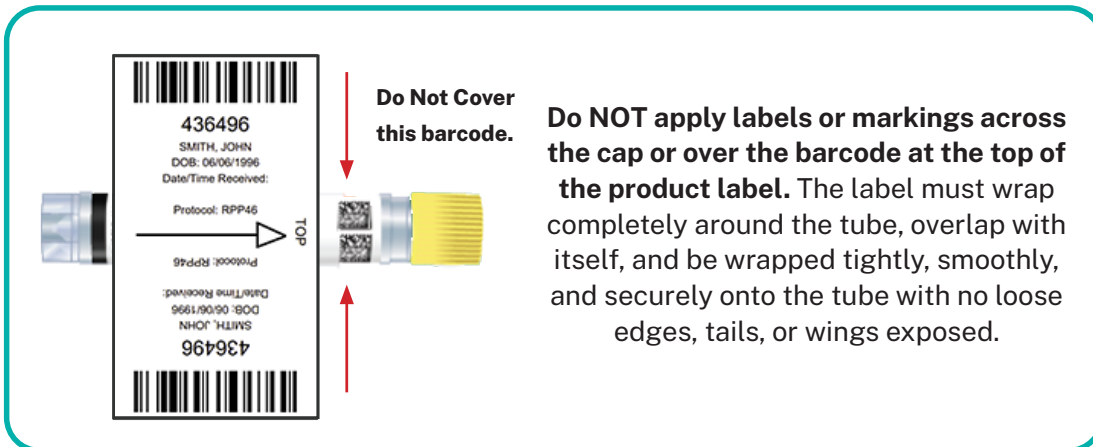 436496
SMITH, JOHN
DOB: 06/06/1996
Date/Time Received:
Protocol: RPP46
TOP
Protocol: RPP46
Date/Time Received:
DOB: 06/06/1996
SMITH, JOHN
436496
Do Not Cover
this barcode.
Do NOT apply labels or markings across
the cap or over the barcode at the top of
the product label. The label must wrap
completely around the tube, overlap with
itself, and be wrapped tightly, smoothly,
and securely onto the tube with no loose
edges, tails, or wings exposed.